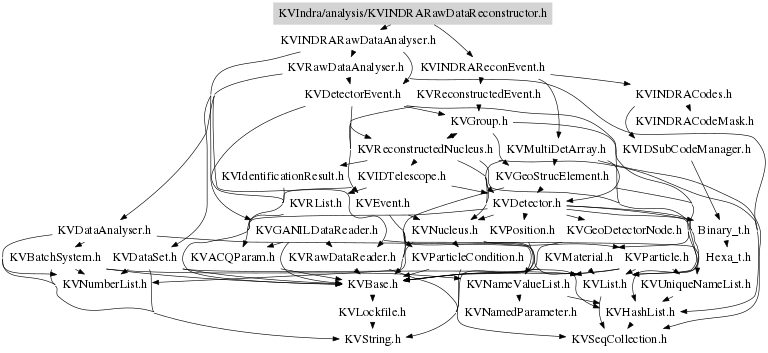 KVIndra/analysis/KVINDRARawDataReconstructor.h
KVINDRARawDataAnalyser.h
KVRawDataAnalyser.h KVINDRAReconEvent.h
KVDetectorEvent.h KVReconstructedEvent.h KVINDRACodes.h
KVGroup.h KVINDRACodeMask.h
KVReconstructedNucleus.h KVMultiDetArray.h KVIDSubCodeManager.h
KVIdentificationResult.h KVIDTelescope.h KVGeoStrucElement.h
KVRList.h KVEvent.h KVDetector.h
KVDataAnalyser.h KVGANILDataReader.h KVNucleus.h KVPosition.h KVGeoDetectorNode.h Binary_t.h
KVBatchSystem.h KVDataSet.h KVACQParam.h KVRawDataReader.h KVParticleCondition.h KVMaterial.h KVParticle.h Hexa_t.h
KVNumberList.h KVBase.h KVNameValueList.h KVList.h KVUniqueNameList.h
KVLockfile.h KVNamedParameter.h KVHashList.h
KVString.h KVSeqCollection.h